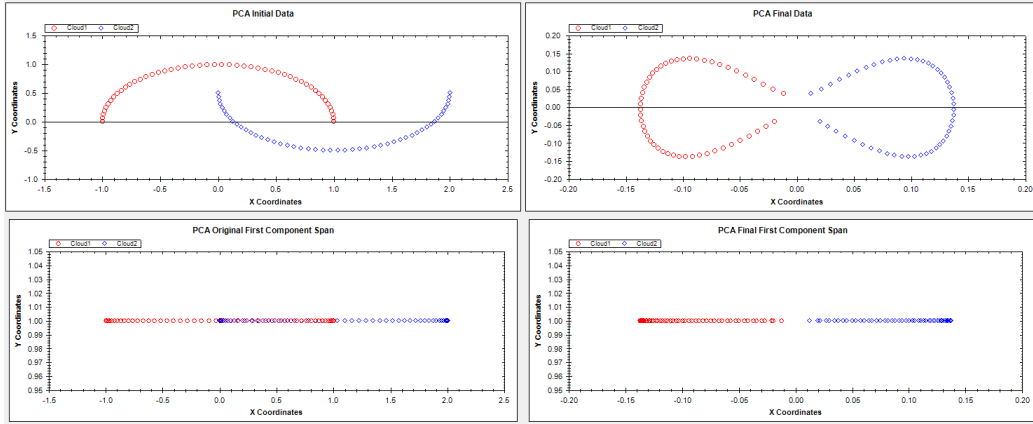 PCA Initial Data
Cloud1 Cloud2
Y Coordinates
1.5
1.0
0.5
0.0
-0.5
-1.0
-1.5 -1.0 -0.5 0.0 0.5 1.0 1.5 2.0 2.5
X Coordinates
PCA Final Data
Cloud1 Cloud2
Y Coordinates
0.20
0.15
0.10
0.05
0.00
-0.05
-0.10
-0.15
-0.20
-0.20 -0.15 -0.10 -0.05 0.00 0.05 0.10 0.15 0.20
X Coordinates
PCA Original First Component Span
Cloud1 Cloud2
Y Coordinates
1.05
1.04
1.03
1.02
1.01
1.00
0.99
0.98
0.97
0.96
0.95
-1.5 -1.0 -0.5 0.0 0.5 1.0 1.5 2.0 2.5
X Coordinates
PCA Final First Component Span
Cloud1 Cloud2
Y Coordinates
1.05
1.04
1.03
1.02
1.01
1.00
0.99
0.98
0.97
0.96
0.95
-0.20 -0.15 -0.10 -0.05 0.00 0.05 0.10 0.15 0.20
X Coordinates